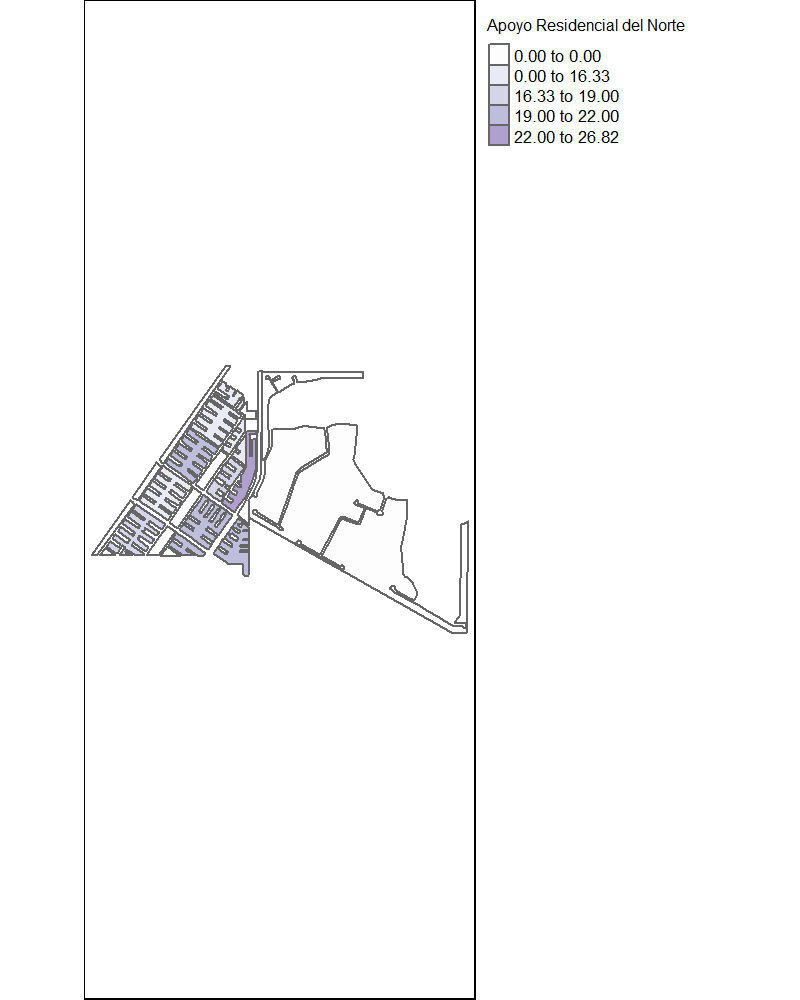 Apoyo Residencial del Norte
0.00 to 0.00
0.00 to 16.33
16.33 to 19.00
19.00 to 22.00
22.00 to 26.82